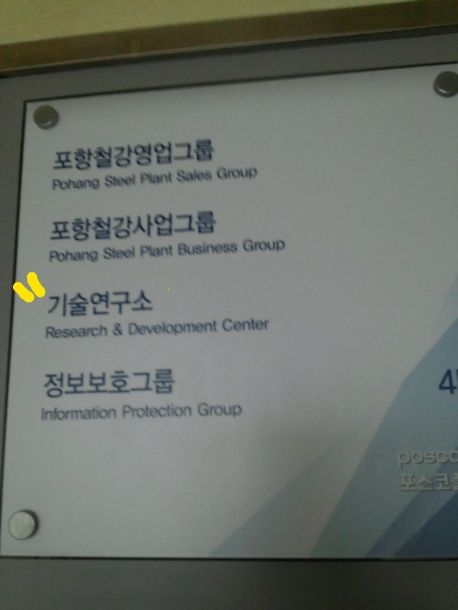 포항철강영업그룹
Pohang Steel Plant Sales Group
포항철강사업그룹
Pohang Steel Plant Business Group
기술연구소
Research & Development Center
정보보호그룹
Information Protection Group